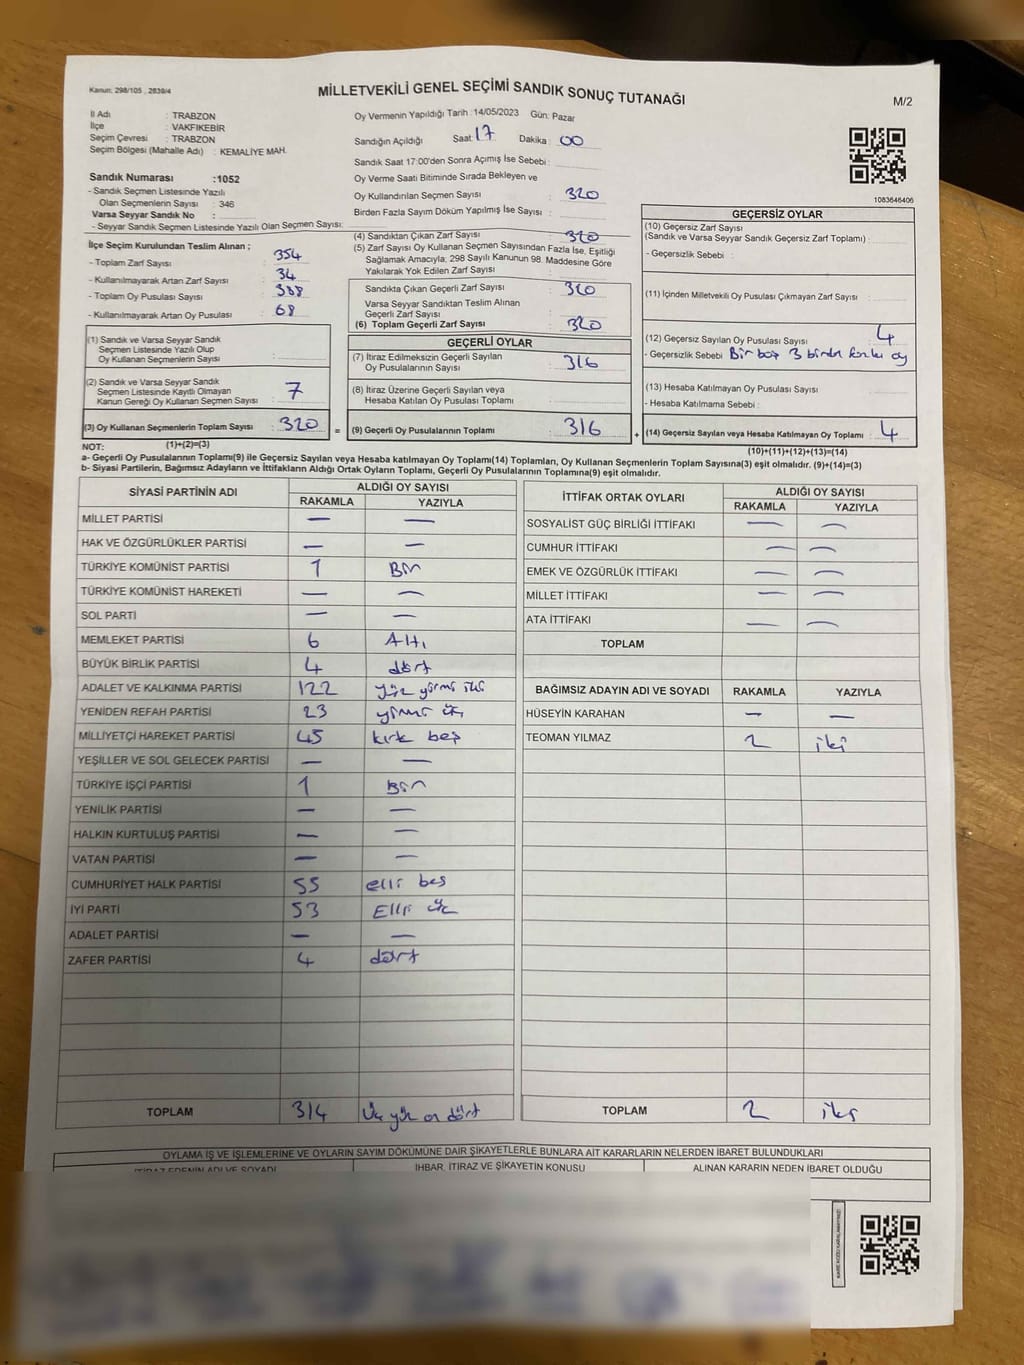 Kanun: 298/105 , 2839/4
MİLLETVEKİLİ GENEL SEÇİMİ SANDIK SONUÇ TUTANAĞI
M/2
İl Adı : TRABZON
İlçe : VAKFIKEBİR
Seçim Çevresi : TRABZON
Seçim Bölgesi (Mahalle Adı) : KEMALİYE MAH.
Sandık Numarası :1052
- Sandık Seçmen Listesinde Yazılı
Olan Seçmenlerin Sayısı : 346
Varsa Seyyar Sandık No :
- Seyyar Sandık Seçmen Listesinde Yazılı Olan Seçmen Sayısı:
Oy Vermenin Yapıldığı Tarih :14/05/2023 Gün: Pazar
Sandığın Açıldığı Saat: 17 Dakika : 00
Sandık Saat 17:00'den Sonra Açımış İse Sebebi :
Oy Verme Saati Bitiminde Sırada Bekleyen ve
Oy Kullandırılan Seçmen Sayısı : 320
Birden Fazla Sayım Döküm Yapılmış İse Sayısı :
1083646406
İlçe Seçim Kurulundan Teslim Alınan ;
- Toplam Zarf Sayısı : 354
- Kullanılmayarak Artan Zarf Sayısı : 34
- Toplam Oy Pusulası Sayısı : 388
- Kullanılmayarak Artan Oy Pusulası : 68
(1) Sandık ve Varsa Seyyar Sandık
Seçmen Listesinde Yazılı Olup
Oy Kullanan Seçmenlerin Sayısı :
(2) Sandık ve Varsa Seyyar Sandık
Seçmen Listesinde Kayıtlı Olmayan
Kanun Gereği Oy Kullanan Seçmen Sayısı : 7
(3) Oy Kullanan Seçmenlerin Toplam Sayısı : 320
(1)+(2)=(3)
(4) Sandıktan Çıkan Zarf Sayısı : 320
(5) Zarf Sayısı Oy Kullanan Seçmen Sayısından Fazla İse, Eşitliği
Sağlamak Amacıyla, 298 Sayılı Kanunun 98. Maddesine Göre
Yakılarak Yok Edilen Zarf Sayısı :
Sandıkta Çıkan Geçerli Zarf Sayısı : 320
Varsa Seyyar Sandıktan Teslim Alınan
Geçerli Zarf Sayısı :
(6) Toplam Geçerli Zarf Sayısı : 320
GEÇERLİ OYLAR
(7) İtiraz Edilmeksizin Geçerli Sayılan
Oy Pusulalarının Sayısı : 316
(8) İtiraz Üzerine Geçerli Sayılan veya
Hesaba Katılan Oy Pusulası Toplamı :
= (9) Geçerli Oy Pusulalarının Toplamı : 316
GEÇERSİZ OYLAR
(10) Geçersiz Zarf Sayısı
(Sandık ve Varsa Seyyar Sandık Geçersiz Zarf Toplamı) :
- Geçersizlik Sebebi :
(11) İçinden Milletvekili Oy Pusulası Çıkmayan Zarf Sayısı :
(12) Geçersiz Sayılan Oy Pusulası Sayısı : 4
- Geçersizlik Sebebi : Bir boş 3 birden fazla oy
(13) Hesaba Katılmayan Oy Pusulası Sayısı :
- Hesaba Katılmama Sebebi :
+ (14) Geçersiz Sayılan veya Hesaba Katılmayan Oy Toplamı : 4
(10)+(11)+(12)+(13)=(14)
NOT:
a- Geçerli Oy Pusulalarının Toplamı(9) ile Geçersiz Sayılan veya Hesaba katılmayan Oy Toplamı(14) Toplamları, Oy Kullanan Seçmenlerin Toplam Sayısına(3) eşit olmalıdır. (9)+(14)=(3)
b- Siyasi Partilerin, Bağımsız Adayların ve İttifakların Aldığı Ortak Oyların Toplamı, Geçerli Oy Pusulalarının Toplamına(9) eşit olmalıdır.
SİYASİ PARTİNİN ADI ALDIĞI OY SAYISI
RAKAMLA YAZIYLA
MİLLET PARTİSİ — —
HAK VE ÖZGÜRLÜKLER PARTİSİ — —
TÜRKİYE KOMÜNİST PARTİSİ 1 Bir
TÜRKİYE KOMÜNİST HAREKETİ — —
SOL PARTİ — —
MEMLEKET PARTİSİ 6 Altı
BÜYÜK BİRLİK PARTİSİ 4 dört
ADALET VE KALKINMA PARTİSİ 122 yüz yirmi iki
YENİDEN REFAH PARTİSİ 23 yirmi üç
MİLLİYETÇİ HAREKET PARTİSİ 45 kırk beş
YEŞİLLER VE SOL GELECEK PARTİSİ — —
TÜRKİYE İŞÇİ PARTİSİ 1 Bir
YENİLİK PARTİSİ — —
HALKIN KURTULUŞ PARTİSİ — —
VATAN PARTİSİ — —
CUMHURİYET HALK PARTİSİ 55 elli beş
İYİ PARTİ 53 Elli üç
ADALET PARTİSİ — —
ZAFER PARTİSİ 4 dört
TOPLAM 314 Üç yüz on dört
İTTİFAK ORTAK OYLARI ALDIĞI OY SAYISI
RAKAMLA YAZIYLA
SOSYALİST GÜÇ BİRLİĞİ İTTİFAKI — —
CUMHUR İTTİFAKI — —
EMEK VE ÖZGÜRLÜK İTTİFAKI — —
MİLLET İTTİFAKI — —
ATA İTTİFAKI — —
TOPLAM
BAĞIMSIZ ADAYIN ADI VE SOYADI RAKAMLA YAZIYLA
HÜSEYİN KARAHAN — —
TEOMAN YILMAZ 2 iki
TOPLAM 2 iki
OYLAMA İŞ VE İŞLEMLERİNE VE OYLARIN SAYIM DÖKÜMÜNE DAİR ŞİKAYETLERLE BUNLARA AİT KARARLARIN NELERDEN İBARET BULUNDUKLARI
İTİRAZ EDENİN ADI VE SOYADI İHBAR, İTİRAZ VE ŞİKAYETİN KONUSU ALINAN KARARIN NEDEN İBARET OLDUĞU